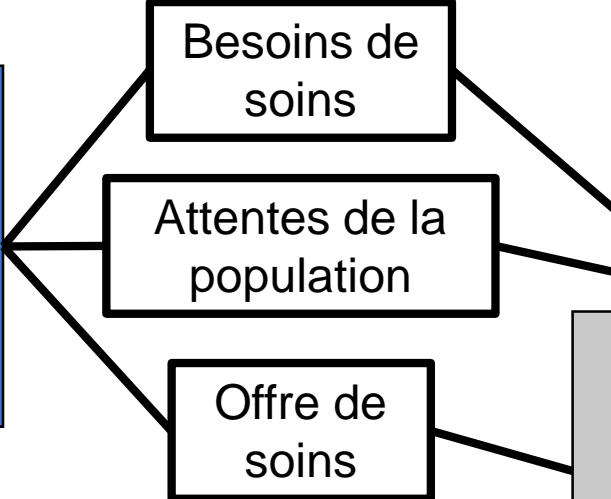 Besoins de
soins
Attentes de la
population
Offre de
soins